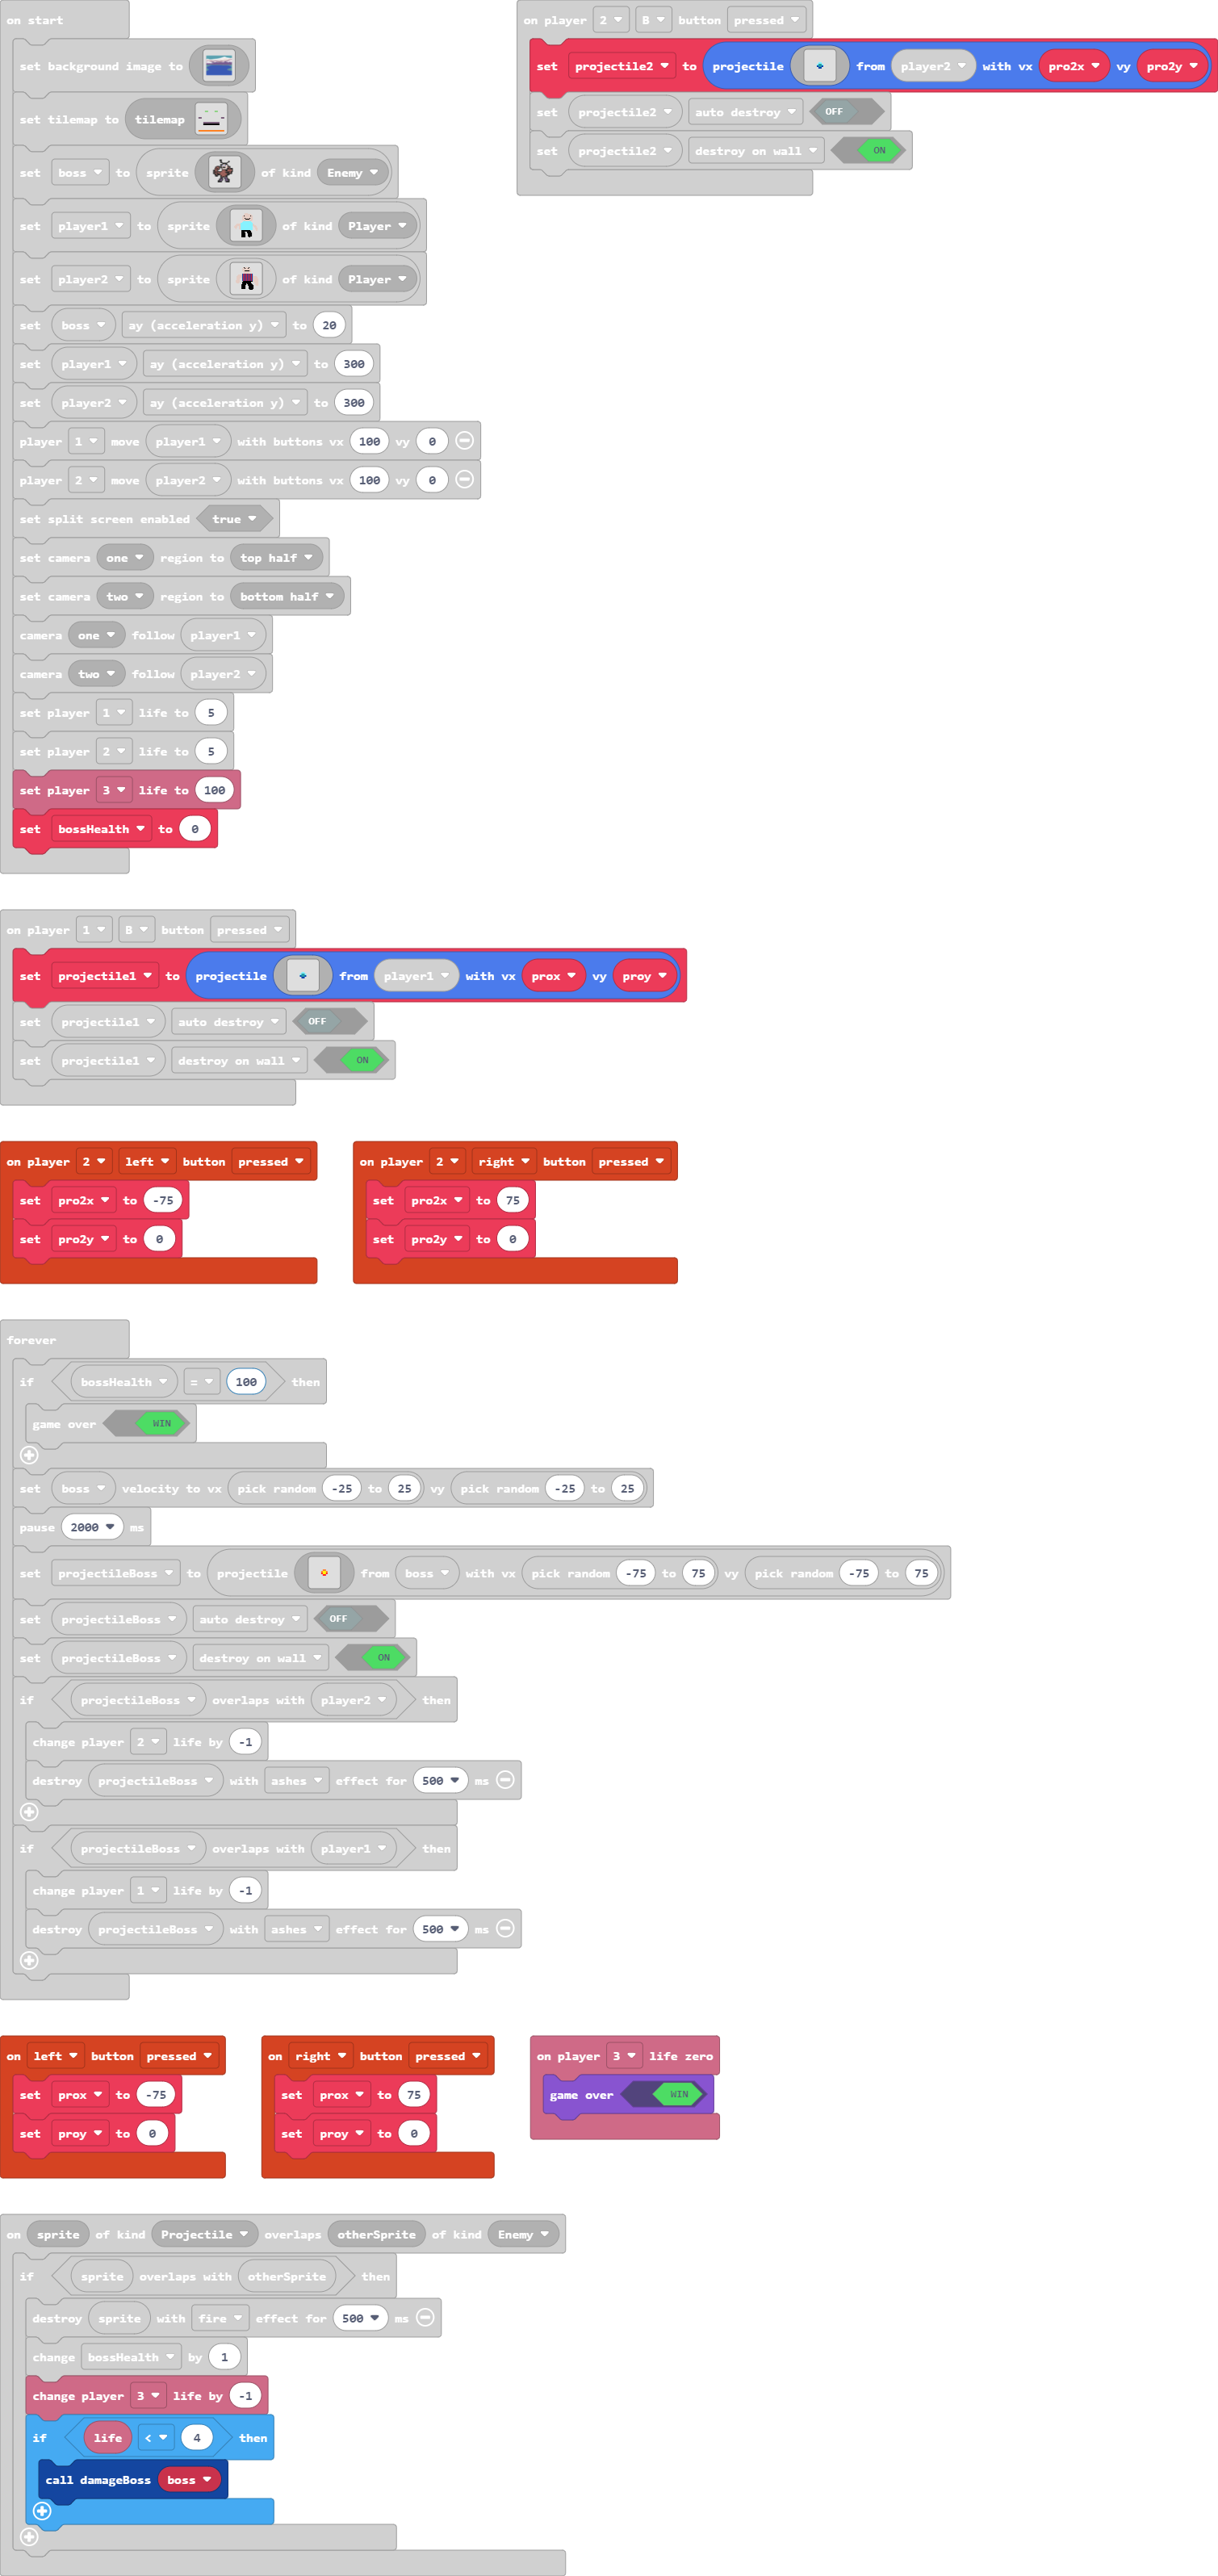 on start
set background image to
set tilemap to tilemap
set boss to sprite of kind Enemy
set player1 to sprite of kind Player
set player2 to sprite of kind Player
set boss ay (acceleration y) to 20
set player1 ay (acceleration y) to 300
set player2 ay (acceleration y) to 300
player 1 move player1 with buttons vx 100 vy 0
player 2 move player2 with buttons vx 100 vy 0
set split screen enabled true
set camera one region to top half
set camera two region to bottom half
camera one follow player1
camera two follow player2
set player 1 life to 5
set player 2 life to 5
set player 3 life to 100
set bossHealth to 0
on player 2 B button pressed
set projectile2 to projectile from player2 with vx pro2x vy pro2y
set projectile2 auto destroy OFF
set projectile2 destroy on wall ON
on player 1 B button pressed
set projectile1 to projectile from player1 with vx prox vy proy
set projectile1 auto destroy OFF
set projectile1 destroy on wall ON
on player 2 left button pressed
set pro2x to -75
set pro2y to 0
on player 2 right button pressed
set pro2x to 75
set pro2y to 0
forever
if bossHealth = 100 then
game over WIN
set boss velocity to vx pick random -25 to 25 vy pick random -25 to 25
pause 2000 ms
set projectileBoss to projectile from boss with vx pick random -75 to 75 vy pick random -75 to 75
set projectileBoss auto destroy OFF
set projectileBoss destroy on wall ON
if projectileBoss overlaps with player2 then
change player 2 life by -1
destroy projectileBoss with ashes effect for 500 ms
if projectileBoss overlaps with player1 then
change player 1 life by -1
destroy projectileBoss with ashes effect for 500 ms
on left button pressed
set prox to -75
set proy to 0
on right button pressed
set prox to 75
set proy to 0
on player 3 life zero
game over WIN
on sprite of kind Projectile overlaps otherSprite of kind Enemy
if sprite overlaps with otherSprite then
destroy sprite with fire effect for 500 ms
change bossHealth by 1
change player 3 life by -1
if life < 4 then
call damageBoss boss